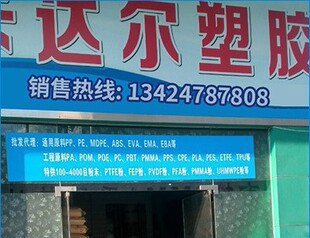 卡达尔塑胶
销售热线: 13424787808
批发代理: 通用原料PP、PE、MDPE、ABS、EVA、EMA、EBA等
工程原料PA、POM、POE、PC、PBT、PMMA、PPS、CPE、PLA、PES、ETFE、TPU等
特供100-4000目粉末: PTFE粉、FEP粉、PVDF粉、PFA粉、PMMA粉、UHMWPE粉等